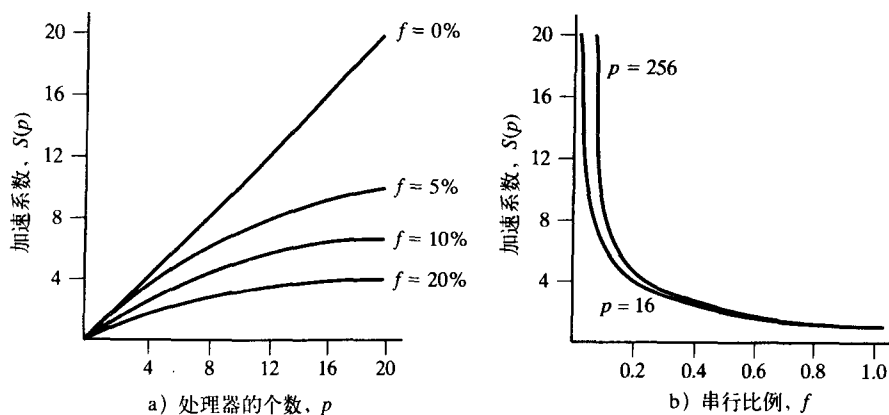 20
16
12
8
4
加速系数，S(p)
f = 0%
f = 5%
f = 10%
f = 20%
4
8
12
16
20
a）处理器的个数，p
20
16
12
8
4
加速系数，S(p)
p = 256
p = 16
0.2
0.4
0.6
0.8
1.0
b）串行比例，f